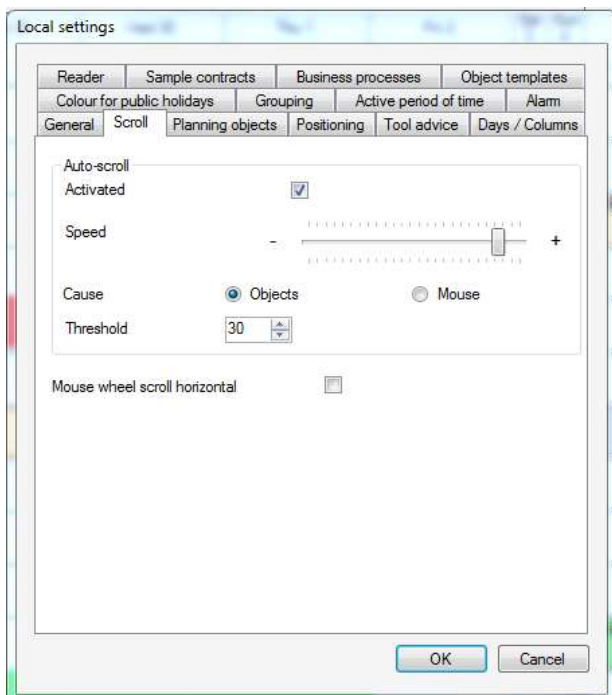 Local settings
Reader Sample contracts Business processes Object templates
Colour for public holidays Grouping Active period of time Alarm
General Scroll Planning objects Positioning Tool advice Days / Columns
Auto-scroll
Activated
Speed - +
Cause Objects Mouse
Threshold 30
Mouse wheel scroll horizontal
OK Cancel